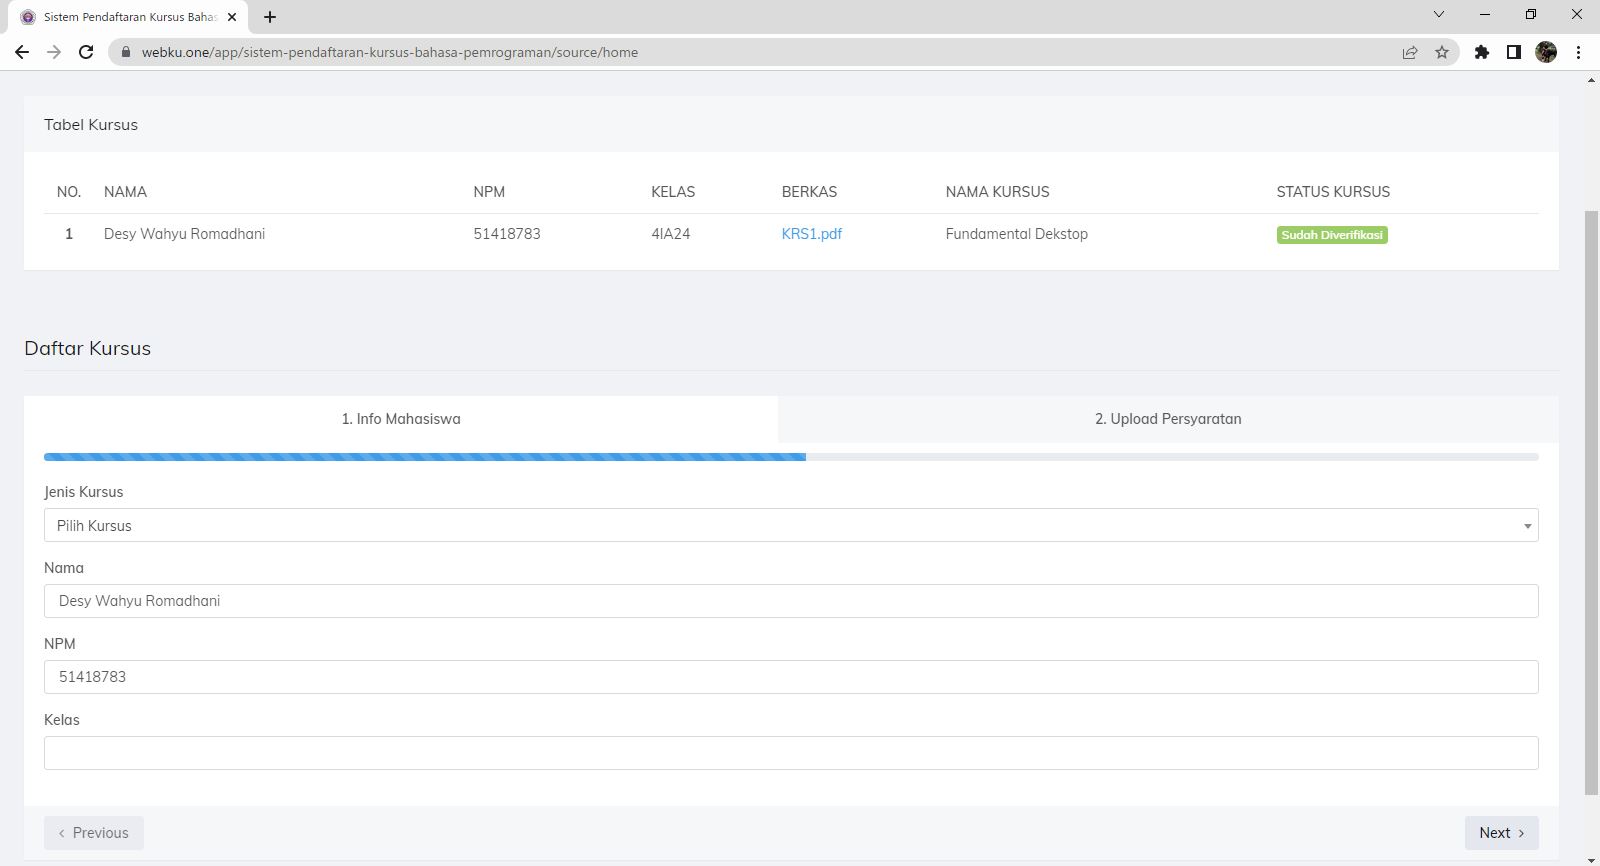 Sistem Pendaftaran Kursus Bahas
webku.one/app/sistem-pendaftaran-kursus-bahasa-pemrograman/source/home
Tabel Kursus
NO. NAMA NPM KELAS BERKAS NAMA KURSUS STATUS KURSUS
1 Desy Wahyu Romadhani 51418783 4IA24 KRS1.pdf Fundamental Dekstop Sudah Diverifikasi
Daftar Kursus
1. Info Mahasiswa 2. Upload Persyaratan
Jenis Kursus
Pilih Kursus
Nama
Desy Wahyu Romadhani
NPM
51418783
Kelas
Previous Next